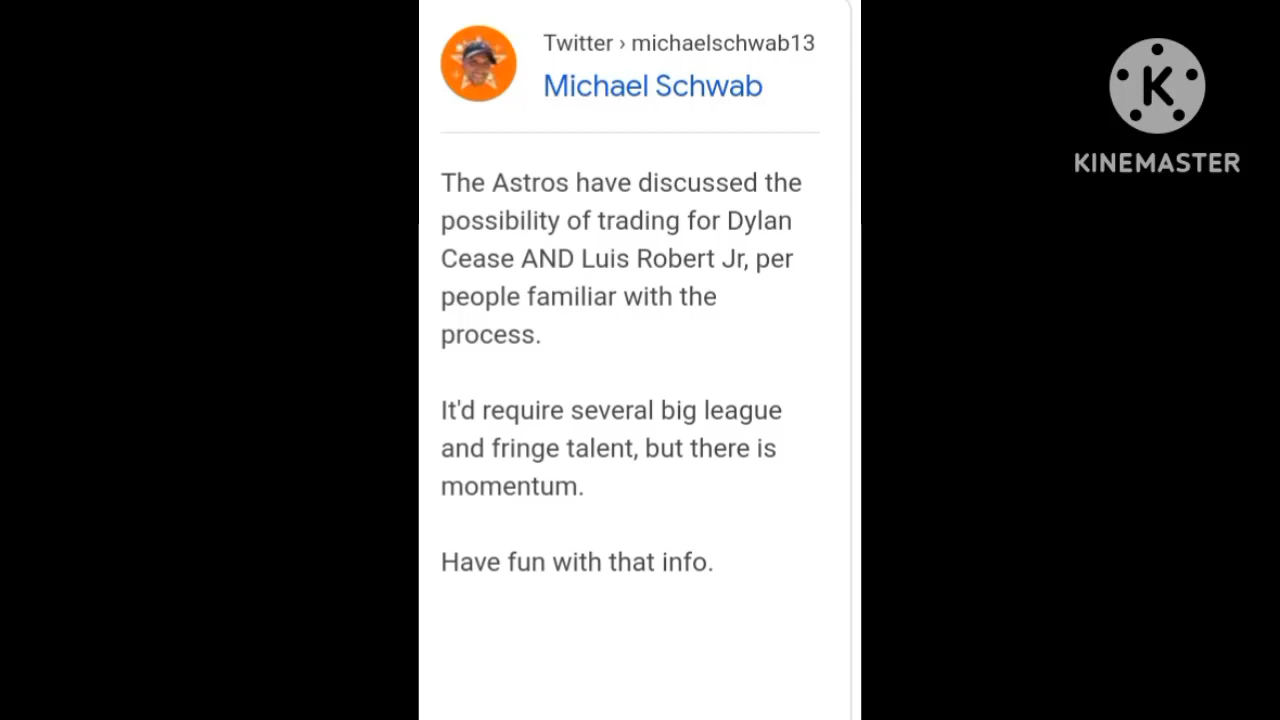 Twitter › michaelschwab13
Michael Schwab
The Astros have discussed the
possibility of trading for Dylan
Cease AND Luis Robert Jr, per
people familiar with the
process.
It'd require several big league
and fringe talent, but there is
momentum.
Have fun with that info.
K
KINEMASTER